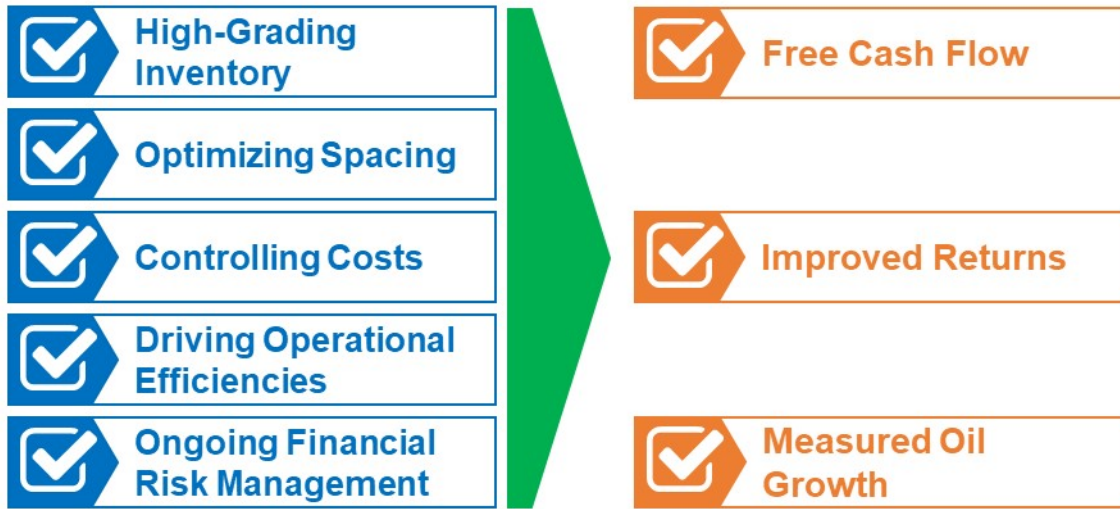 High-Grading
Inventory
Optimizing Spacing
Controlling Costs
Driving Operational
Efficiencies
Ongoing Financial
Risk Management
Free Cash Flow
Improved Returns
Measured Oil
Growth